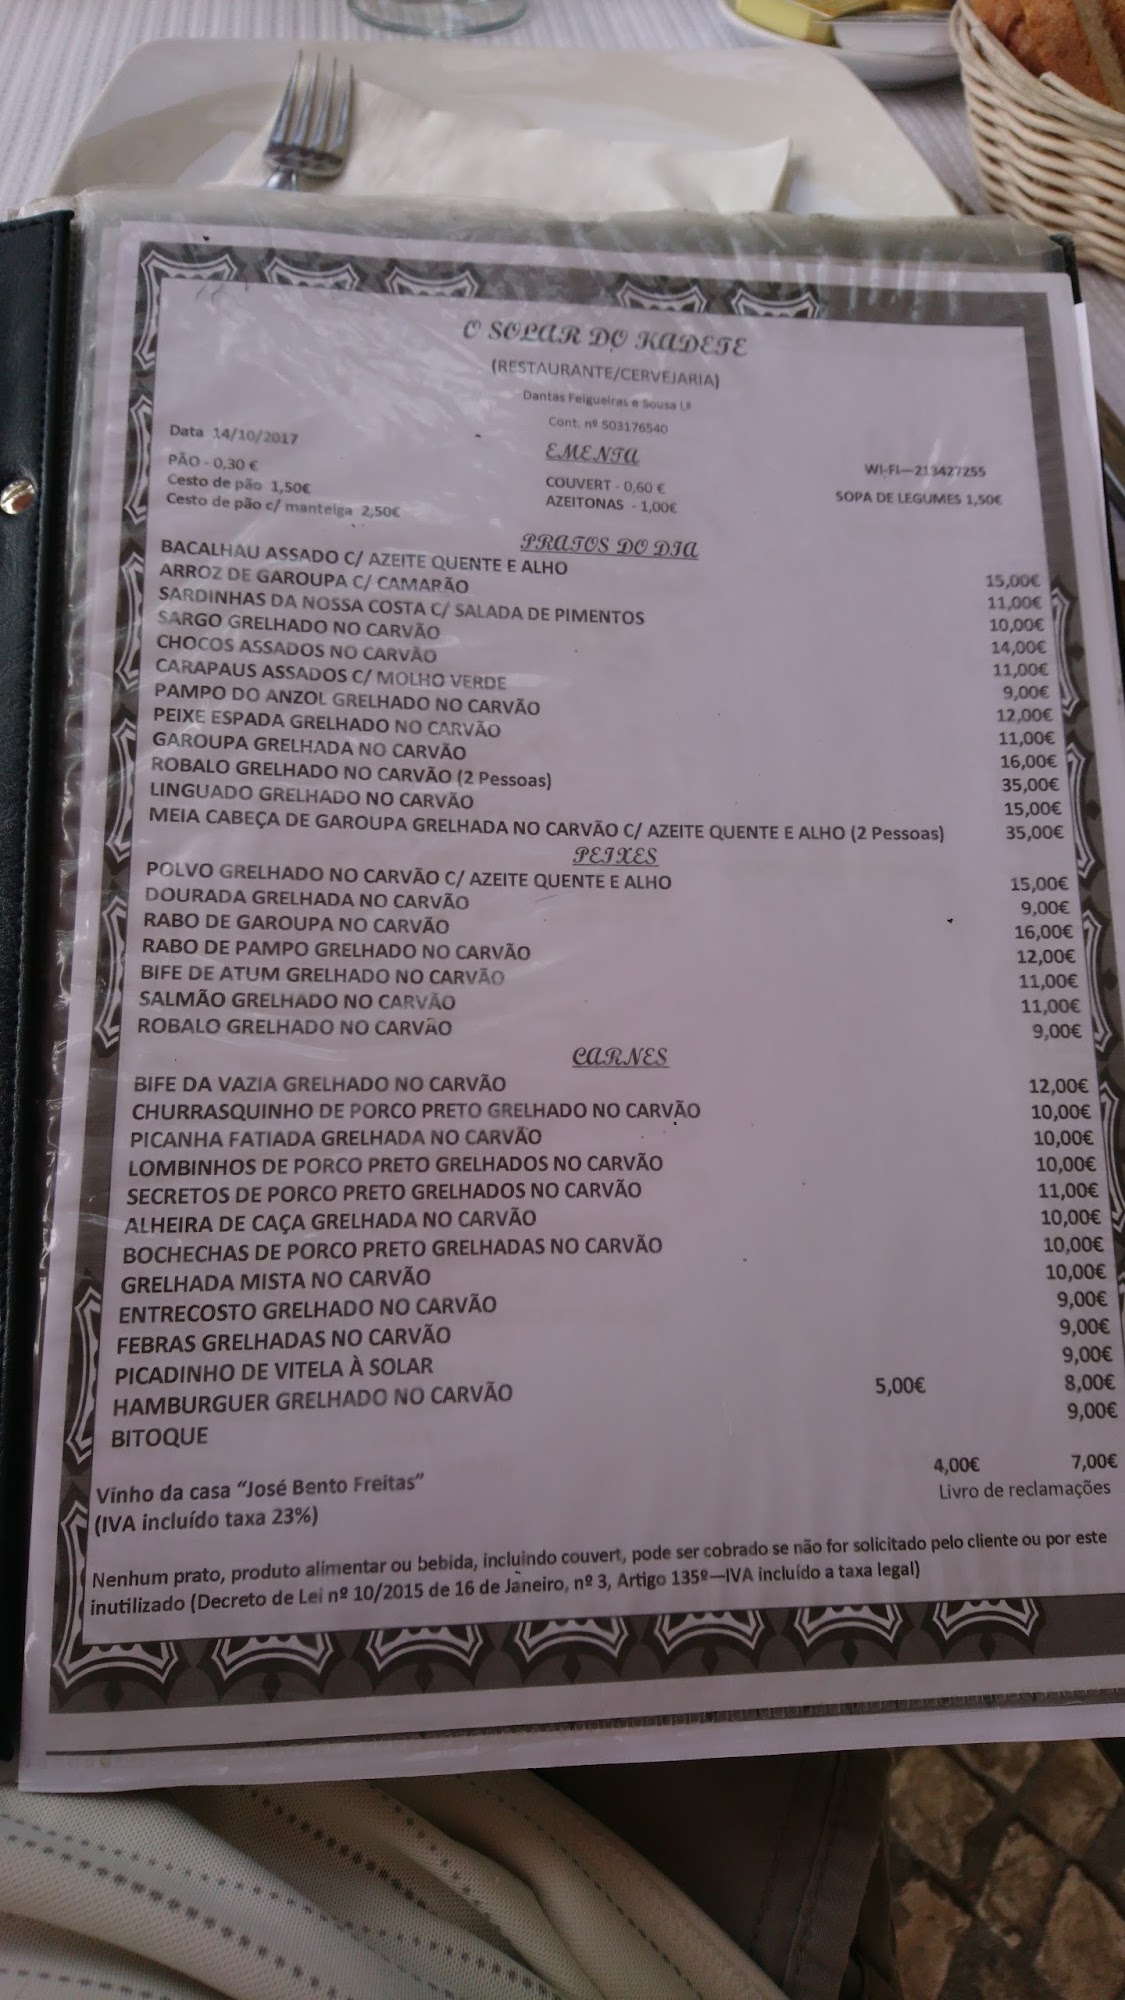 O SOLAR DO KADETE
(RESTAURANTE/CERVEJARIA)
Dantas Felgueiras e Sousa Lª
Cont. nº 503176540
Data 14/10/2017
EMENTA
WI-FI—213427255
PÃO - 0,30 €
COUVERT - 0,60 €
SOPA DE LEGUMES 1,50€
Cesto de pão 1,50€
AZEITONAS - 1,00€
Cesto de pão c/ manteiga 2,50€
PRATOS DO DIA
BACALHAU ASSADO C/ AZEITE QUENTE E ALHO 15,00€
ARROZ DE GAROUPA C/ CAMARÃO 11,00€
SARDINHAS DA NOSSA COSTA C/ SALADA DE PIMENTOS 10,00€
SARGO GRELHADO NO CARVÃO 14,00€
CHOCOS ASSADOS NO CARVÃO 11,00€
CARAPAUS ASSADOS C/ MOLHO VERDE 9,00€
PAMPO DO ANZOL GRELHADO NO CARVÃO 12,00€
PEIXE ESPADA GRELHADO NO CARVÃO 11,00€
GAROUPA GRELHADA NO CARVÃO 16,00€
ROBALO GRELHADO NO CARVÃO (2 Pessoas) 35,00€
LINGUADO GRELHADO NO CARVÃO 15,00€
MEIA CABEÇA DE GAROUPA GRELHADA NO CARVÃO C/ AZEITE QUENTE E ALHO (2 Pessoas) 35,00€
PEIXES
POLVO GRELHADO NO CARVÃO C/ AZEITE QUENTE E ALHO 15,00€
DOURADA GRELHADA NO CARVÃO 9,00€
RABO DE GAROUPA NO CARVÃO 16,00€
RABO DE PAMPO GRELHADO NO CARVÃO 12,00€
BIFE DE ATUM GRELHADO NO CARVÃO 11,00€
SALMÃO GRELHADO NO CARVÃO 11,00€
ROBALO GRELHADO NO CARVÃO 9,00€
CARNES
BIFE DA VAZIA GRELHADO NO CARVÃO 12,00€
CHURRASQUINHO DE PORCO PRETO GRELHADO NO CARVÃO 10,00€
PICANHA FATIADA GRELHADA NO CARVÃO 10,00€
LOMBINHOS DE PORCO PRETO GRELHADOS NO CARVÃO 10,00€
SECRETOS DE PORCO PRETO GRELHADOS NO CARVÃO 11,00€
ALHEIRA DE CAÇA GRELHADA NO CARVÃO 10,00€
BOCHECHAS DE PORCO PRETO GRELHADAS NO CARVÃO 10,00€
GRELHADA MISTA NO CARVÃO 10,00€
ENTRECOSTO GRELHADO NO CARVÃO 9,00€
FEBRAS GRELHADAS NO CARVÃO 9,00€
PICADINHO DE VITELA À SOLAR 9,00€
HAMBURGUER GRELHADO NO CARVÃO 5,00€ 8,00€
BITOQUE 9,00€
Vinho da casa “José Bento Freitas” 4,00€ 7,00€
(IVA incluído taxa 23%) Livro de reclamações
Nenhum prato, produto alimentar ou bebida, incluindo couvert, pode ser cobrado se não for solicitado pelo cliente ou por este
inutilizado (Decreto de Lei nº 10/2015 de 16 de Janeiro, nº 3, Artigo 135º—IVA incluído a taxa legal)